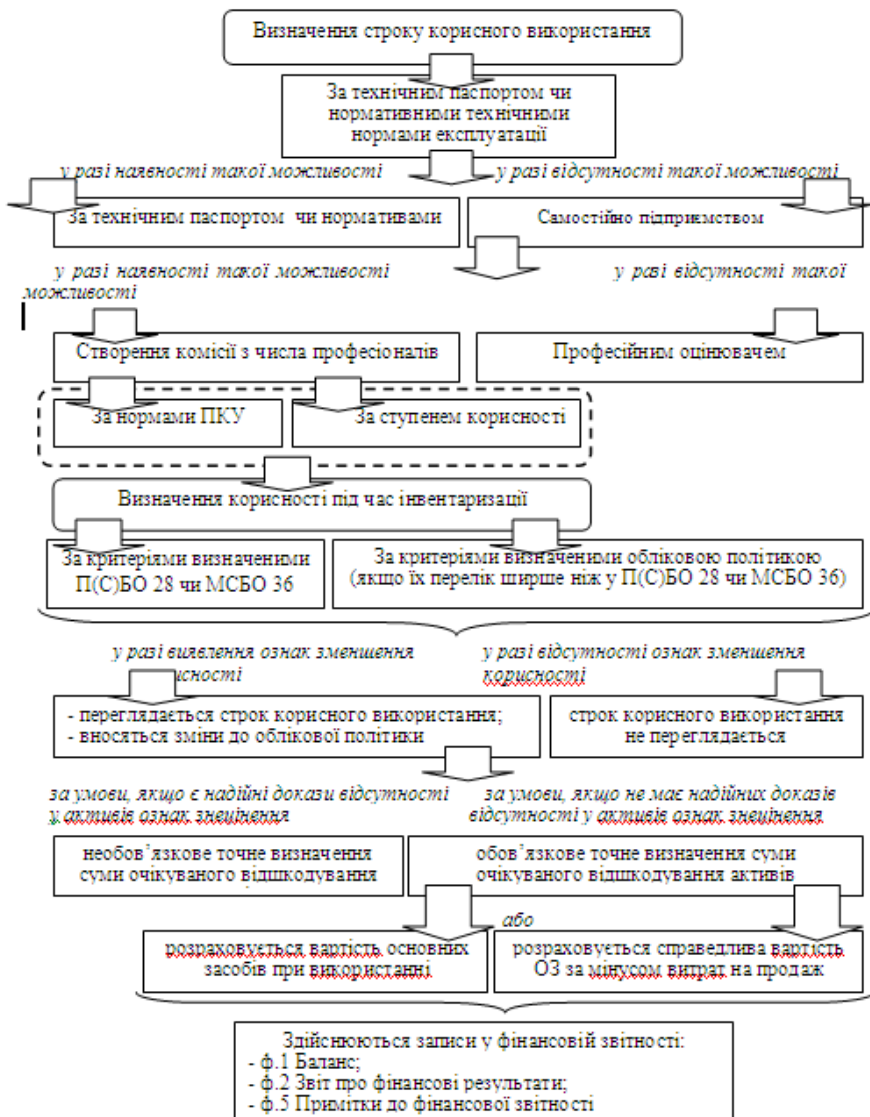 Визначення строку корисного використання
За технічним паспортом чи
нормативними технічними
нормами експлуатації
у разі наявності такої можливості
у разі відсутності такої можливості
За технічним паспортом чи нормативами
Самостійно підприємством
у разі наявності такої можливості
у разі відсутності такої
можливості
Створення комісії з числа професіоналів
Професійним оцінювачем
За нормами ПКУ
За ступенем корисності
Визначення корисності під час інвентаризації
За критеріями визначеними
П(С)БО 28 чи МСБО 36
За критеріями визначеними обліковою політикою
(якщо їх перелік ширше ніж у П(С)БО 28 чи МСБО 36)
у разі виявлення ознак зменшення
исності
у разі відсутності ознак зменшення
корисності
- переглядається строк корисного використання;
- вносяться зміни до облікової політики
строк корисного використання
не переглядається
за умови, якщо є надійні докази відсутності
у активів ознак знецінення
за умови, якщо не має надійних доказів
відсутності у активів ознак знецінення
необов’язкове точне визначення
суми очікуваного відшкодування
обов’язкове точне визначення суми
очікуваного відшкодування активів
або
розраховується вартість основних
засобів при використанні
розраховується справедлива вартість
ОЗ за мінусом витрат на продаж
Здійснюються записи у фінансовій звітності:
- ф.1 Баланс;
- ф.2 Звіт про фінансові результати;
- ф.5 Примітки до фінансової звітності